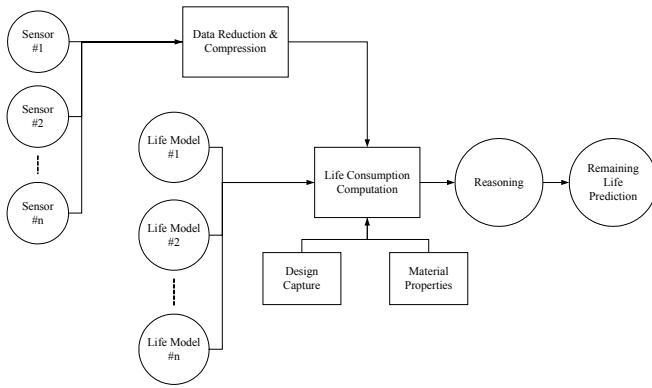 Sensor
#1
Data Reduction &
Compression
Sensor
#2
Sensor
#n
Life Model
#1
Life Model
#2
Life Model
#n
Life Consumption
Computation
Reasoning
Remaining
Life
Prediction
Design
Capture
Material
Properties